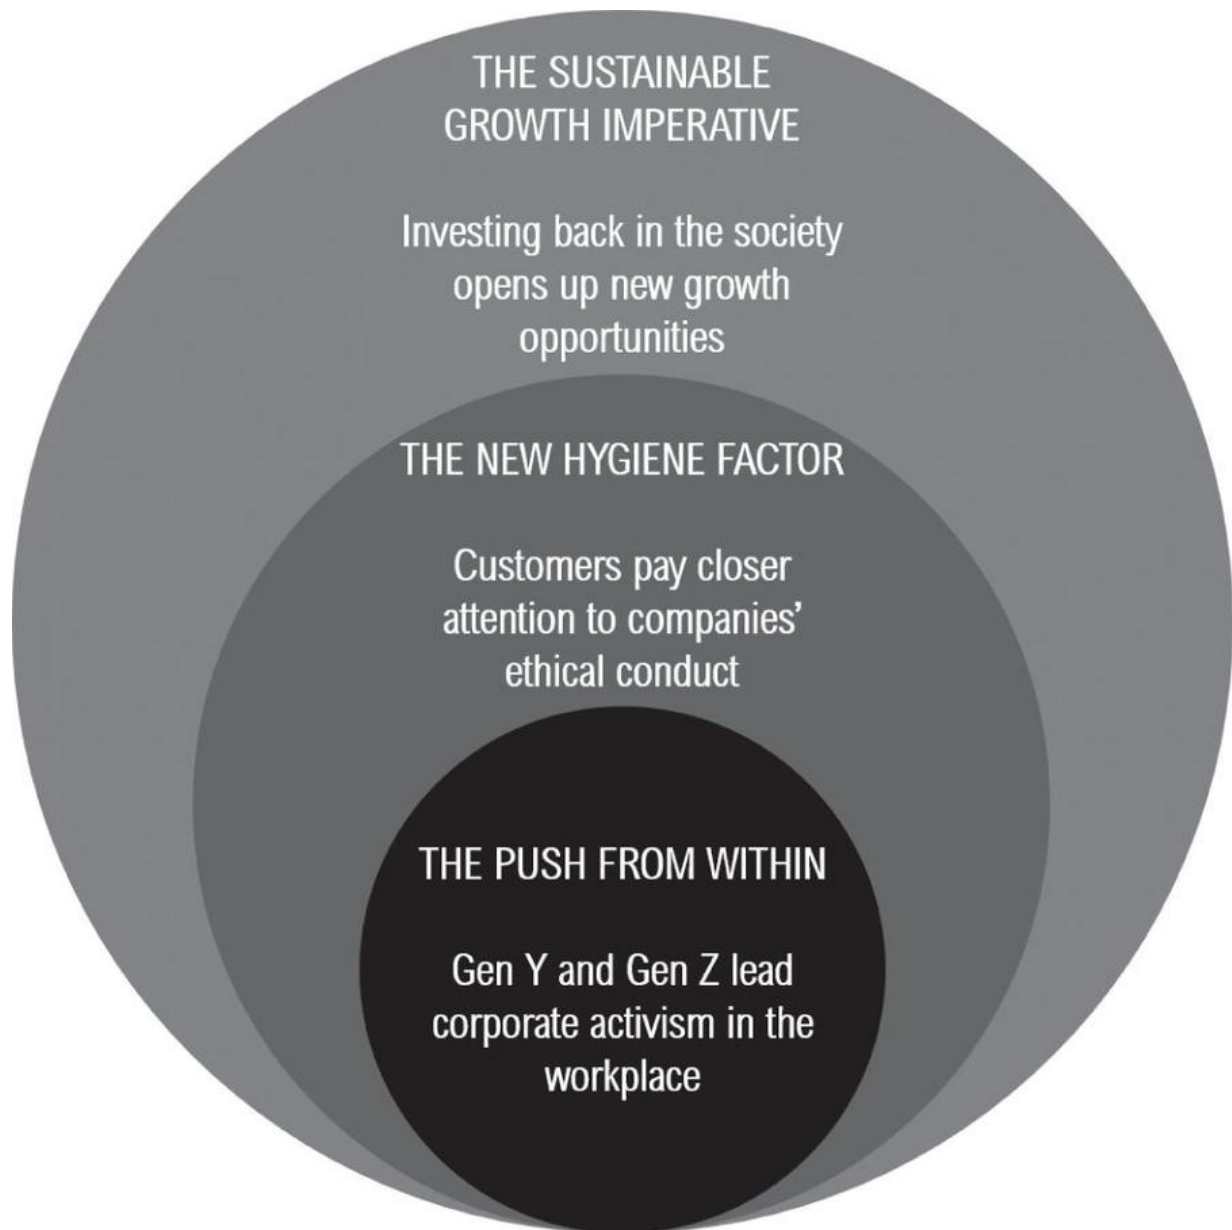 THE SUSTAINABLE
GROWTH IMPERATIVE
Investing back in the society
opens up new growth
opportunities
THE NEW HYGIENE FACTOR
Customers pay closer
attention to companies’
ethical conduct
THE PUSH FROM WITHIN
Gen Y and Gen Z lead
corporate activism in the
workplace